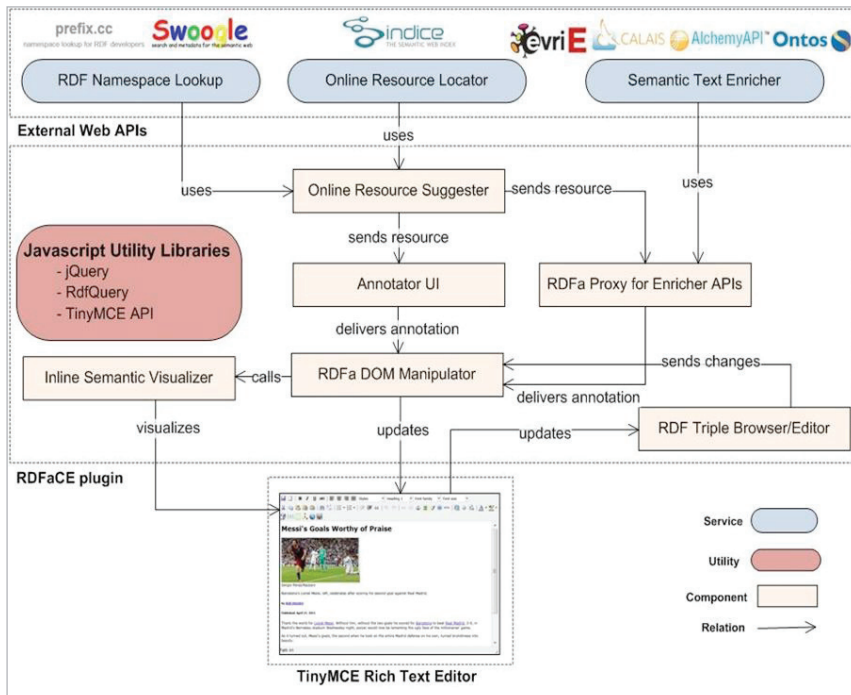 prefix.cc
namespace lookup for RDF developers
Swoogle
search and metadata for the semantic web
Sindice
THE SEMANTIC WEB INDEX
evri
CALAIS
AlchemyAPI™
Ontos
RDF Namespace Lookup
Online Resource Locator
Semantic Text Enricher
External Web APIs
uses
uses
uses
Online Resource Suggester
sends resource
sends resource
Javascript Utility Libraries
- jQuery
- RdfQuery
- TinyMCE API
Annotator UI
RDFa Proxy for Enricher APIs
delivers annotation
sends changes
Inline Semantic Visualizer
calls
RDFa DOM Manipulator
delivers annotation
visualizes
updates
updates
RDF Triple Browser/Editor
RDFaCE plugin
Messi's Goals Worthy of Praise
Service
Utility
Component
Relation
TinyMCE Rich Text Editor